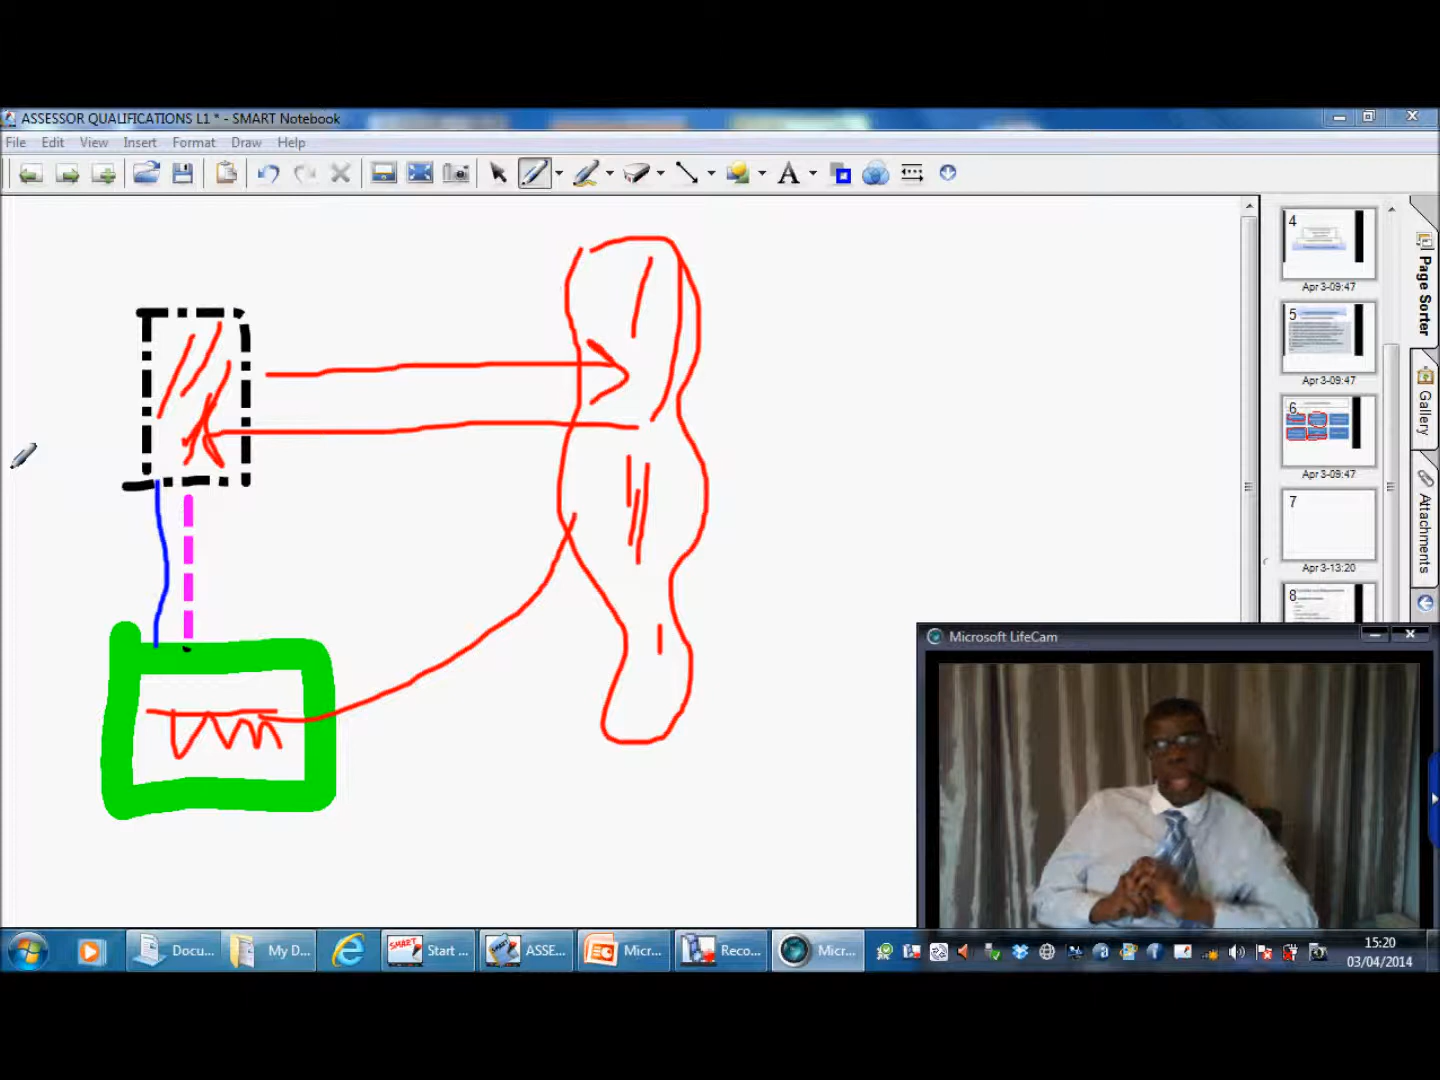 ASSESSOR QUALIFICATIONS L1 * - SMART Notebook
File Edit View Insert Format Draw Help
A
4
Apr 3-09:47
5
Apr 3-09:47
6
Apr 3-09:47
7
Apr 3-13:20
8
Page Sorter
Gallery
Attachments
Microsoft LifeCam
Docu... My D... Start ... ASSE... Micr... Reco... Micr...
15:20
03/04/2014